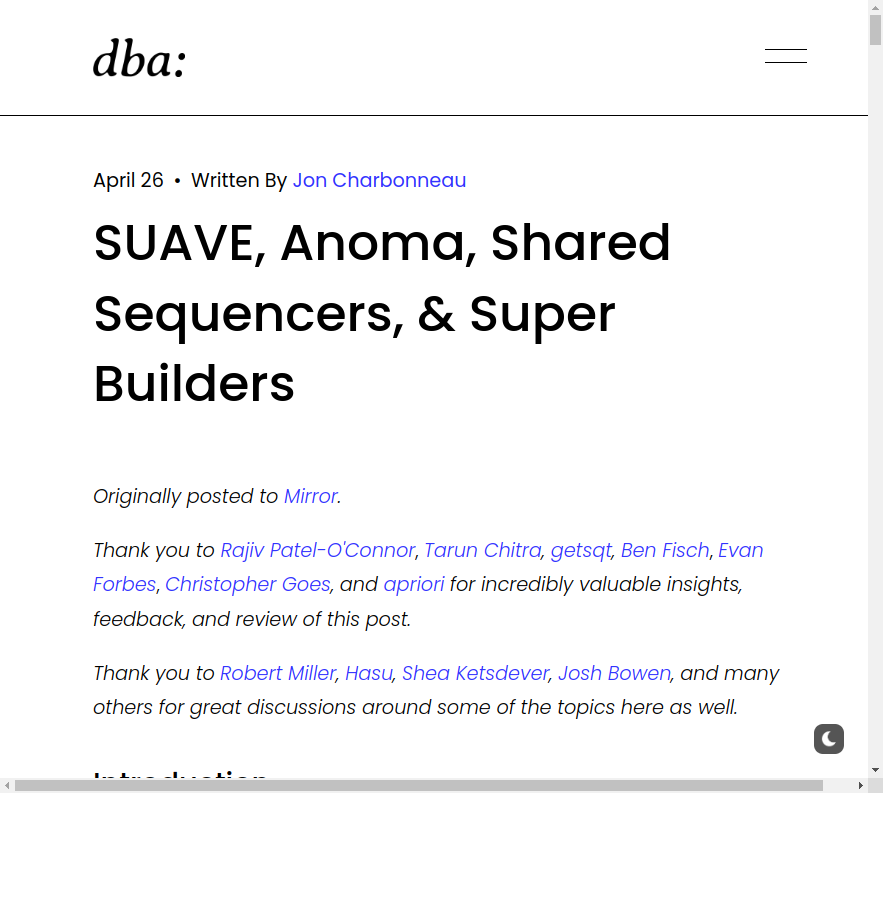 dba:
April 26 • Written By Jon Charbonneau
SUAVE, Anoma, Shared
Sequencers, & Super
Builders
Originally posted to Mirror.
Thank you to Rajiv Patel-O'Connor, Tarun Chitra, getsqt, Ben Fisch, Evan
Forbes, Christopher Goes, and apriori for incredibly valuable insights,
feedback, and review of this post.
Thank you to Robert Miller, Hasu, Shea Ketsdever, Josh Bowen, and many
others for great discussions around some of the topics here as well.
Introduction